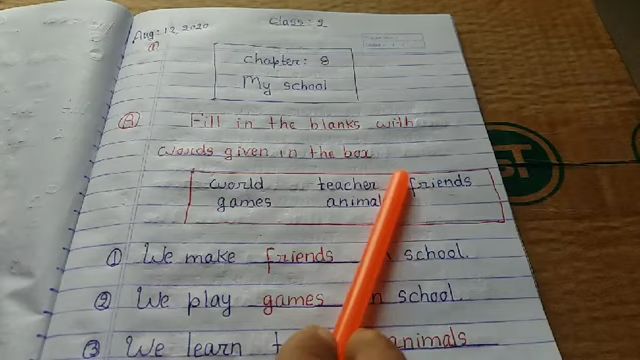 Class: 2
Aug: 13, 2020
Chapter: 8
My school
A Fill in the blanks with
words given in the box
world teacher friends
games animal
1 We make friends school.
2 We play games school.
3 We learn animals